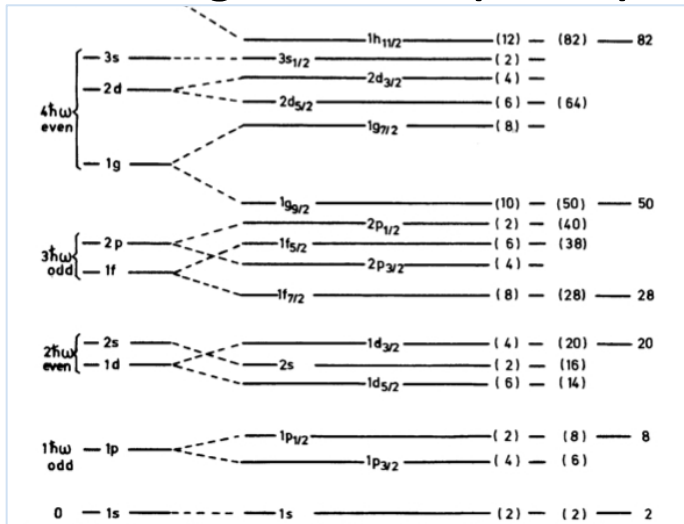 1h11/2 (12) — (82) — 82
3s 3s1/2 (2) —
2d3/2 (4) —
2d
2d5/2 (6) — (64)
4ħω
even
1g7/2 (8) —
1g
1g9/2 (10) — (50) — 50
2p1/2 (2) — (40)
2p 1f5/2 (6) — (38)
3ħω
2p3/2 (4) —
odd 1f
1f7/2 (8) — (28) — 28
2s 1d3/2 (4) — (20) — 20
2ħω
even 1d 2s (2) — (16)
1d5/2 (6) — (14)
1p1/2 (2) — (8) — 8
1ħω 1p
odd
1p3/2 (4) — (6)
0 1s 1s (2) — (2) — 2